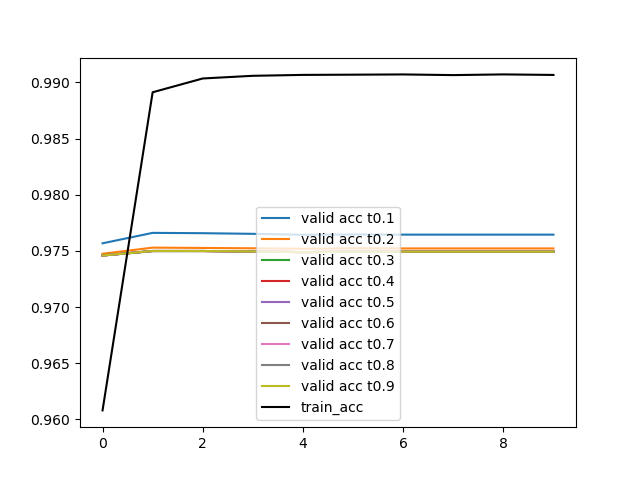 0.990
0.985
0.980
0.975
0.970
0.965
0.960
valid acc t0.1
valid acc t0.2
valid acc t0.3
valid acc t0.4
valid acc t0.5
valid acc t0.6
valid acc t0.7
valid acc t0.8
valid acc t0.9
train_acc
0 2 4 6 8